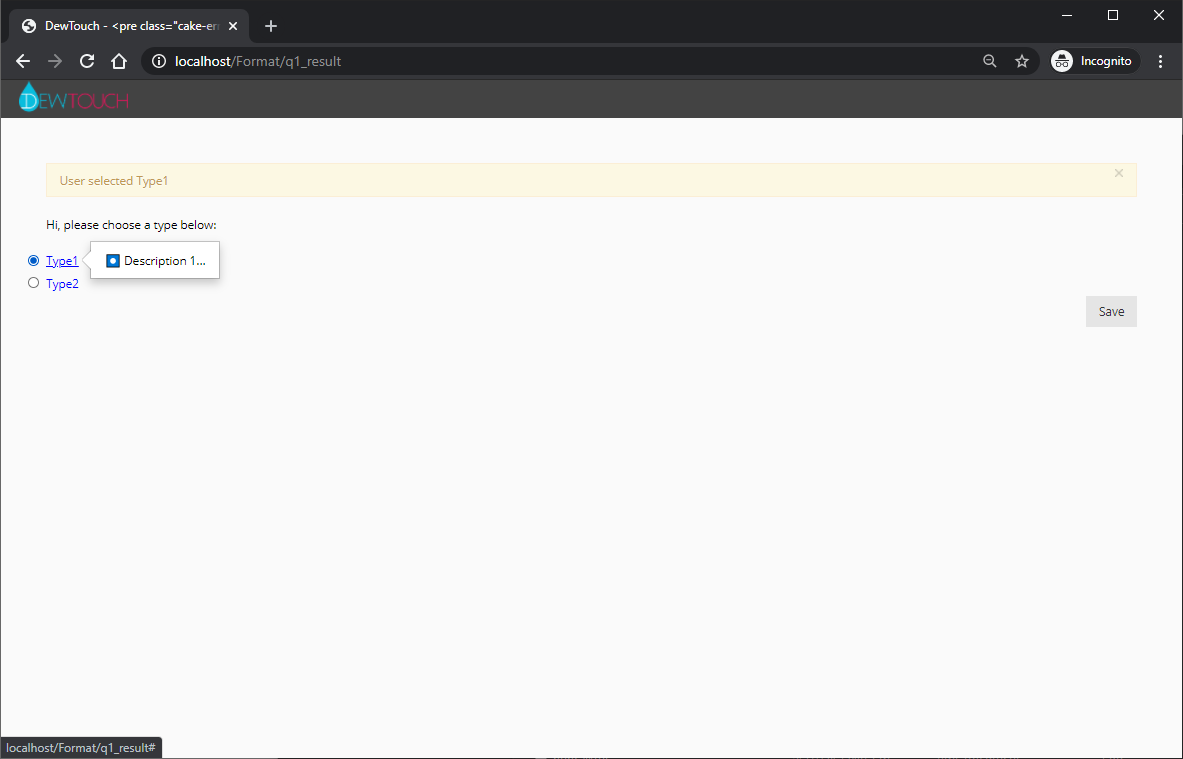 DewTouch - <pre class="cake-err
localhost/Format/q1_result
Incognito
DEWTOUCH
User selected Type1
Hi, please choose a type below:
Type1
Description 1...
Type2
Save
localhost/Format/q1_result#